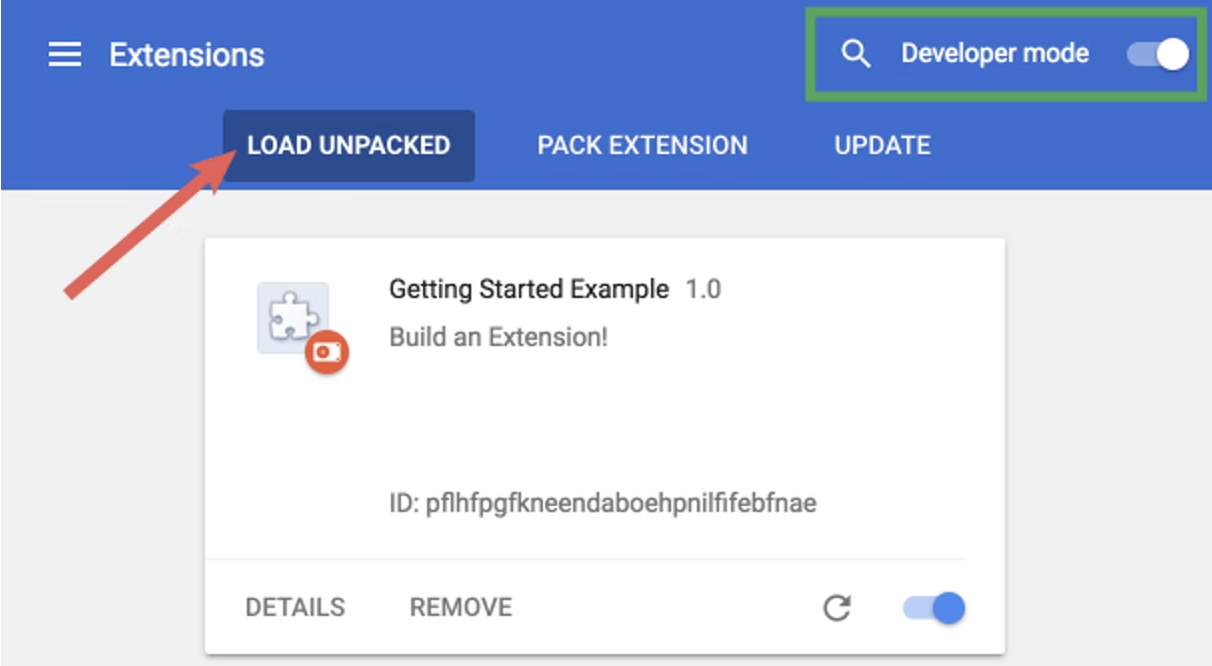 Extensions
Developer mode
LOAD UNPACKED
PACK EXTENSION
UPDATE
Getting Started Example 1.0
Build an Extension!
ID: pflhfpgfkneendaboehpnilfifebfnae
DETAILS
REMOVE